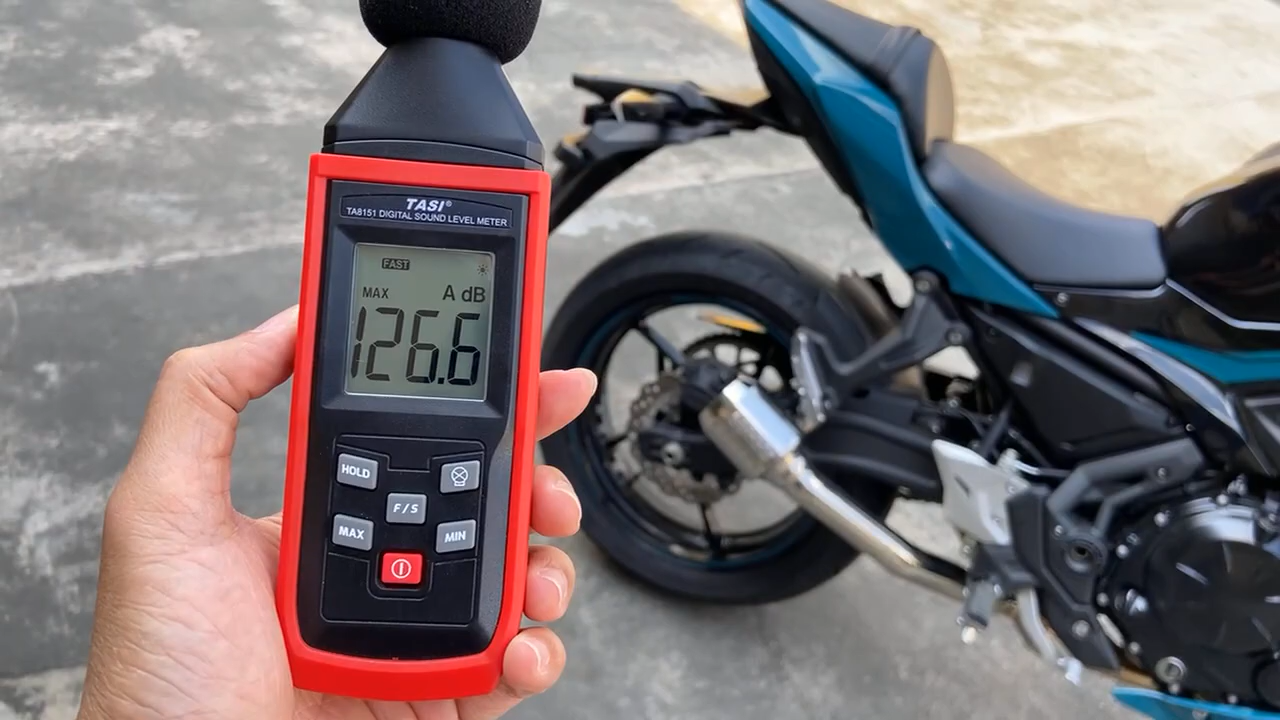 TASI®
TA8151 DIGITAL SOUND LEVEL METER
FAST
MAX A dB
126.6
HOLD
F/S
MAX
MIN